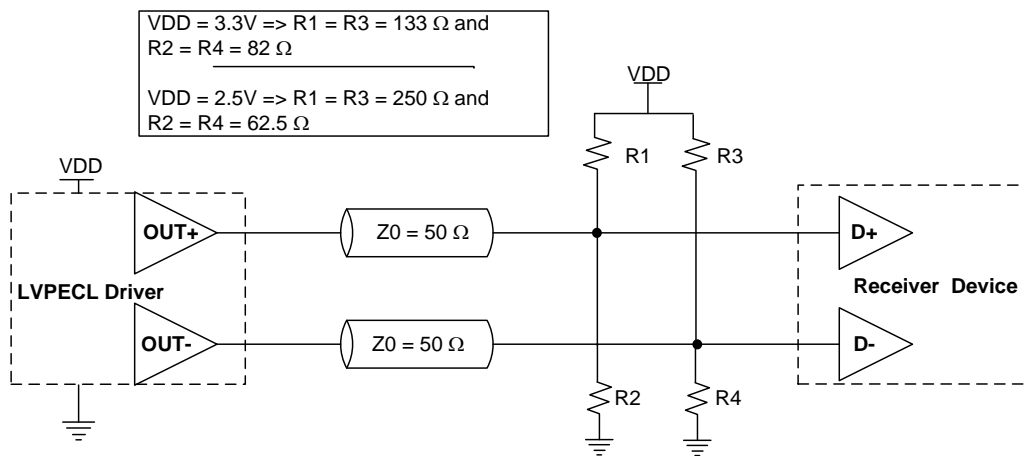 VDD = 3.3V => R1 = R3 = 133 Ω and
R2 = R4 = 82 Ω
VDD = 2.5V => R1 = R3 = 250 Ω and
R2 = R4 = 62.5 Ω
VDD
VDD
R1
R3
OUT+
Z0 = 50 Ω
D+
LVPECL Driver
Receiver Device
OUT-
Z0 = 50 Ω
D-
R2
R4